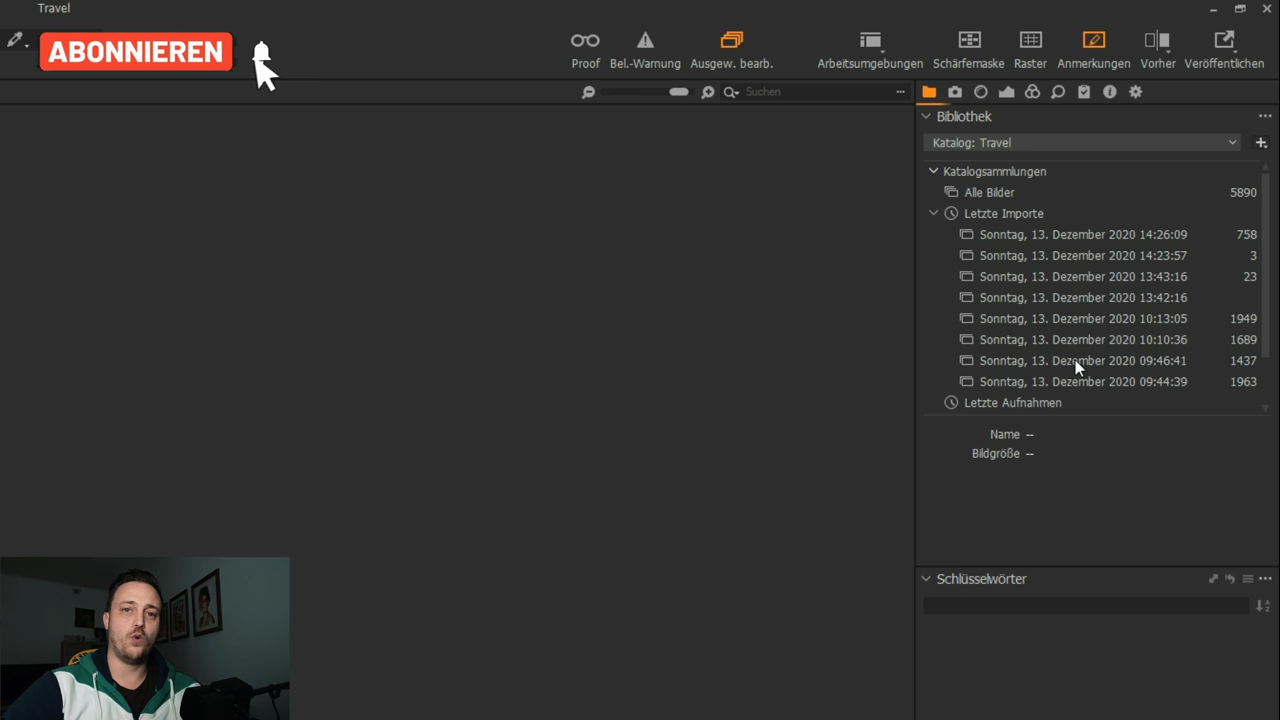 Travel
ABONNIEREN
Proof
Bel.-Warnung
Ausgew. bearb.
Arbeitsumgebungen
Schärfemaske
Raster
Anmerkungen
Vorher
Veröffentlichen
Suchen
Bibliothek
Katalog: Travel
Katalogsammlungen
Alle Bilder 5890
Letzte Importe
Sonntag, 13. Dezember 2020 14:26:09 758
Sonntag, 13. Dezember 2020 14:23:57 3
Sonntag, 13. Dezember 2020 13:43:16 23
Sonntag, 13. Dezember 2020 13:42:16
Sonntag, 13. Dezember 2020 10:13:05 1949
Sonntag, 13. Dezember 2020 10:10:36 1689
Sonntag, 13. Dezember 2020 09:46:41 1437
Sonntag, 13. Dezember 2020 09:44:39 1963
Letzte Aufnahmen
Name --
Bildgröße --
Schlüsselwörter